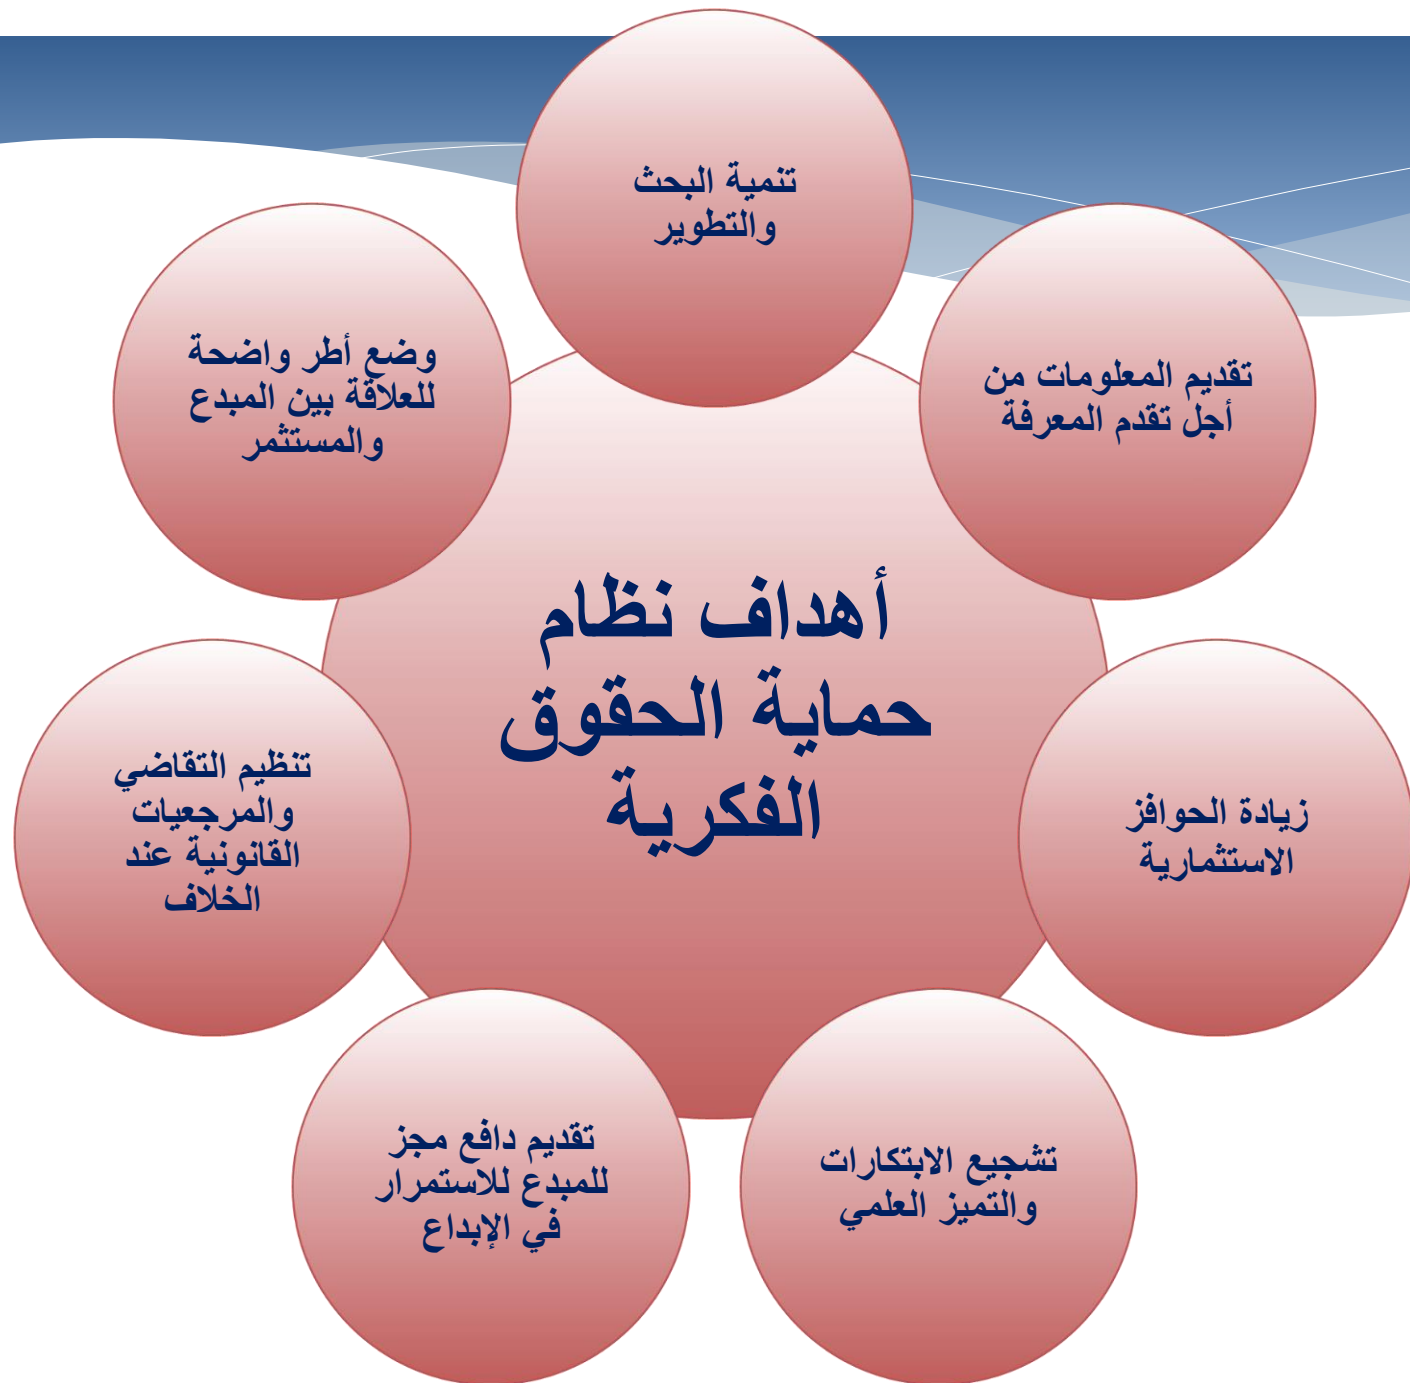 تنمية البحث
والتطوير
تقديم المعلومات من
أجل تقدم المعرفة
زيادة الحوافز
الاستثمارية
تشجيع الابتكارات
والتميز العلمي
تقديم دافع مجز
للمبدع للاستمرار
في الإبداع
تنظيم التقاضي
والمرجعيات
القانونية عند
الخلاف
وضع أطر واضحة
للعلاقة بين المبدع
والمستثمر
أهداف نظام
حماية الحقوق
الفكرية